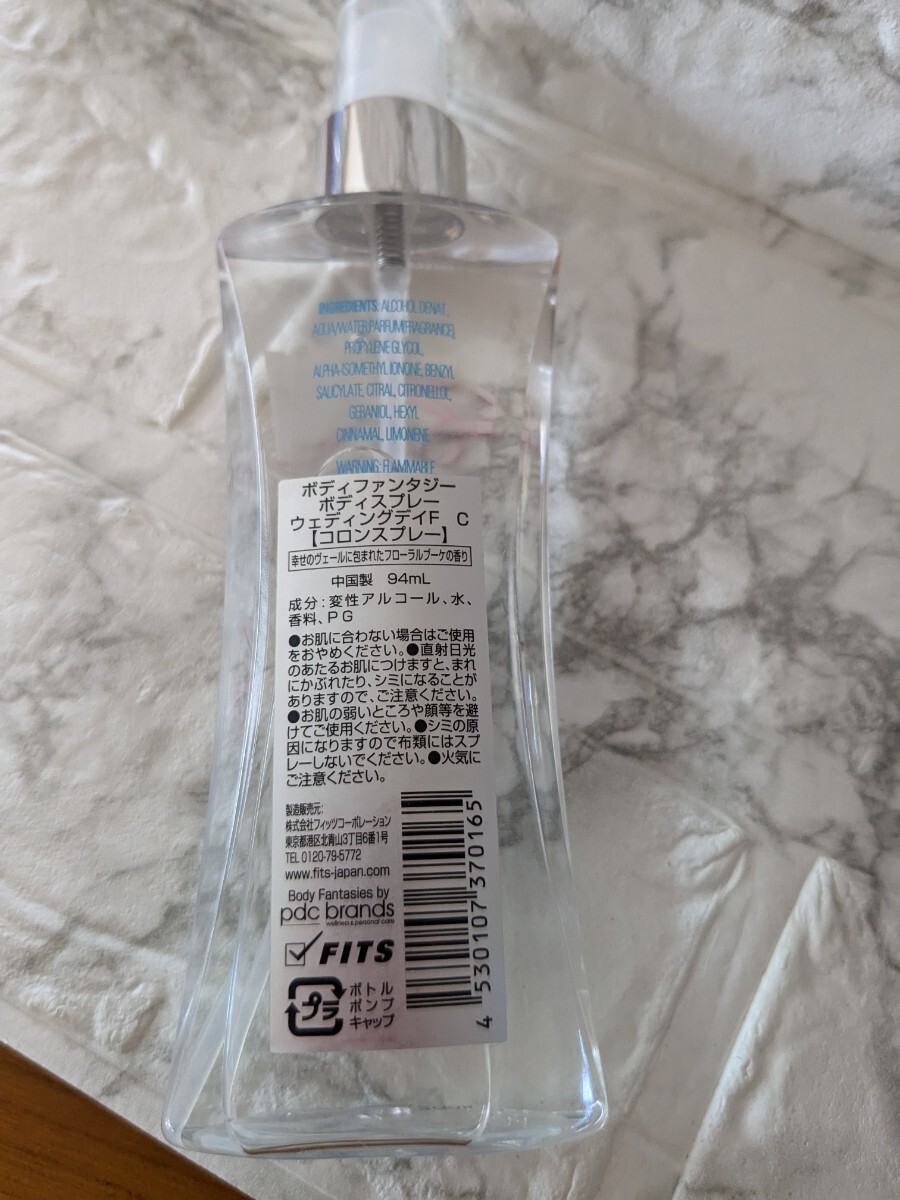 INGREDIENTS: ALCOHOL DENAT.,
AQUA/WATER, PARFUM(FRAGRANCE),
PROPYLENE GLYCOL,
ALPHA-ISOMETHYL IONONE, BENZYL
SALICYLATE, CITRAL, CITRONELLOL,
GERANIOL, HEXYL
CINNAMAL, LIMONENE
WARNING: FLAMMABLE
ボディファンタジー
ボディスプレー
ウェディングデイF C
【コロンスプレー】
幸せのヴェールに包まれたフローラルブーケの香り
中国製 94mL
成分:変性アルコール、水、
香料、PG
●お肌に合わない場合はご使用
をおやめください。●直射日光
のあたるお肌につけますと、まれ
にかぶれたり、シミになることが
ありますので、ご注意ください。
●お肌の弱いところや顔等を避
けてご使用ください。●シミの原
因になりますので布類にはスプ
レーしないでください。●火気に
ご注意ください。
製造販売元:
株式会社フィッツコーポレーション
東京都港区北青山3丁目6番1号
TEL 0120-79-5772
www.fits-japan.com
Body Fantasies by
pdc brands
wellness & personal care
FITS
プラ
ボトル
ポンプ
キャップ
4 530107 370165